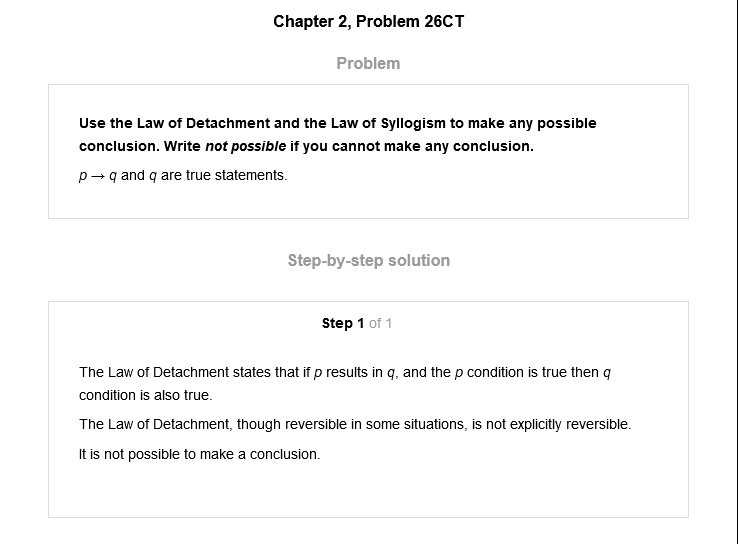 Chapter 2, Problem 26CT
Problem
Use the Law of Detachment and the Law of Syllogism to make any possible
conclusion. Write not possible if you cannot make any conclusion.
p → q and q are true statements.
Step-by-step solution
Step 1 of 1
The Law of Detachment states that if p results in q, and the p condition is true then q
condition is also true.
The Law of Detachment, though reversible in some situations, is not explicitly reversible.
It is not possible to make a conclusion.